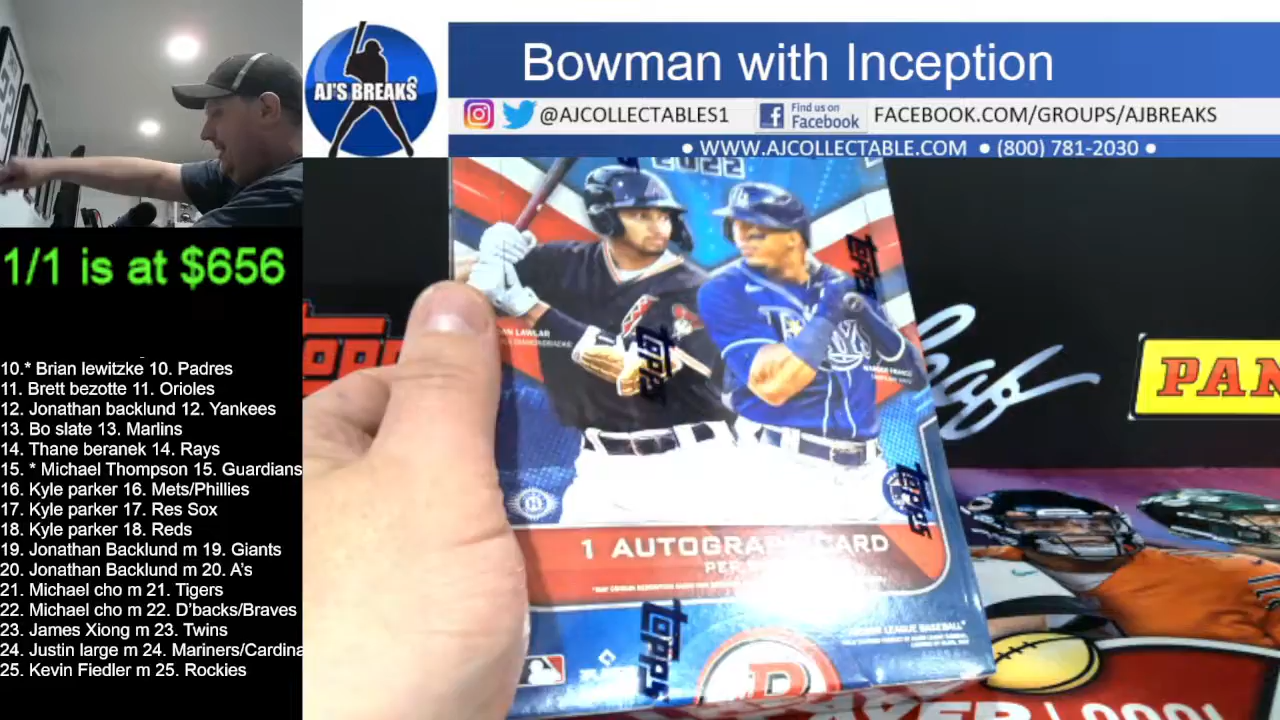 Bowman with Inception
AJ'S BREAKS
@AJCOLLECTABLES1
Find us on
Facebook
FACEBOOK.COM/GROUPS/AJBREAKS
• WWW.AJCOLLECTABLE.COM • (800) 781-2030 •
1/1 is at $656
10.* Brian lewitzke 10. Padres
11. Brett bezotte 11. Orioles
12. Jonathan backlund 12. Yankees
13. Bo slate 13. Marlins
14. Thane beranek 14. Rays
15. * Michael Thompson 15. Guardians
16. Kyle parker 16. Mets/Phillies
17. Kyle parker 17. Res Sox
18. Kyle parker 18. Reds
19. Jonathan Backlund m 19. Giants
20. Jonathan Backlund m 20. A's
21. Michael cho m 21. Tigers
22. Michael cho m 22. D'backs/Braves
23. James Xiong m 23. Twins
24. Justin large m 24. Mariners/Cardina
25. Kevin Fiedler m 25. Rockies
2022
topps
topps
topps
topps
1 AUTOGRAPH CARD
PER
B
PAN